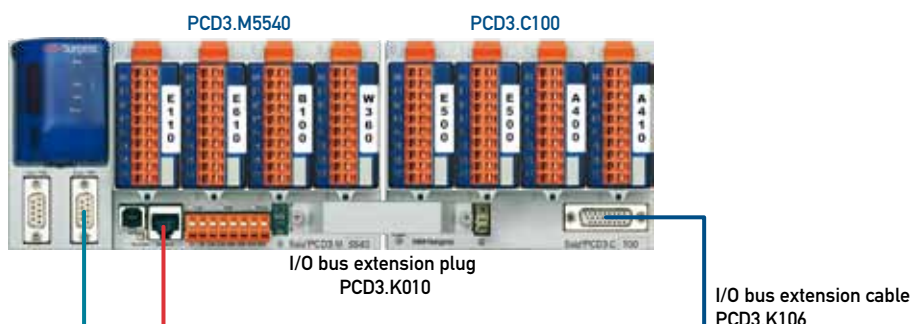 PCD3.M5540 PCD3.C100
E110 E610 B100 W360 E500 E500 A400 A410
I/O bus extension plug
PCD3.K010
I/O bus extension cable
PCD3.K106